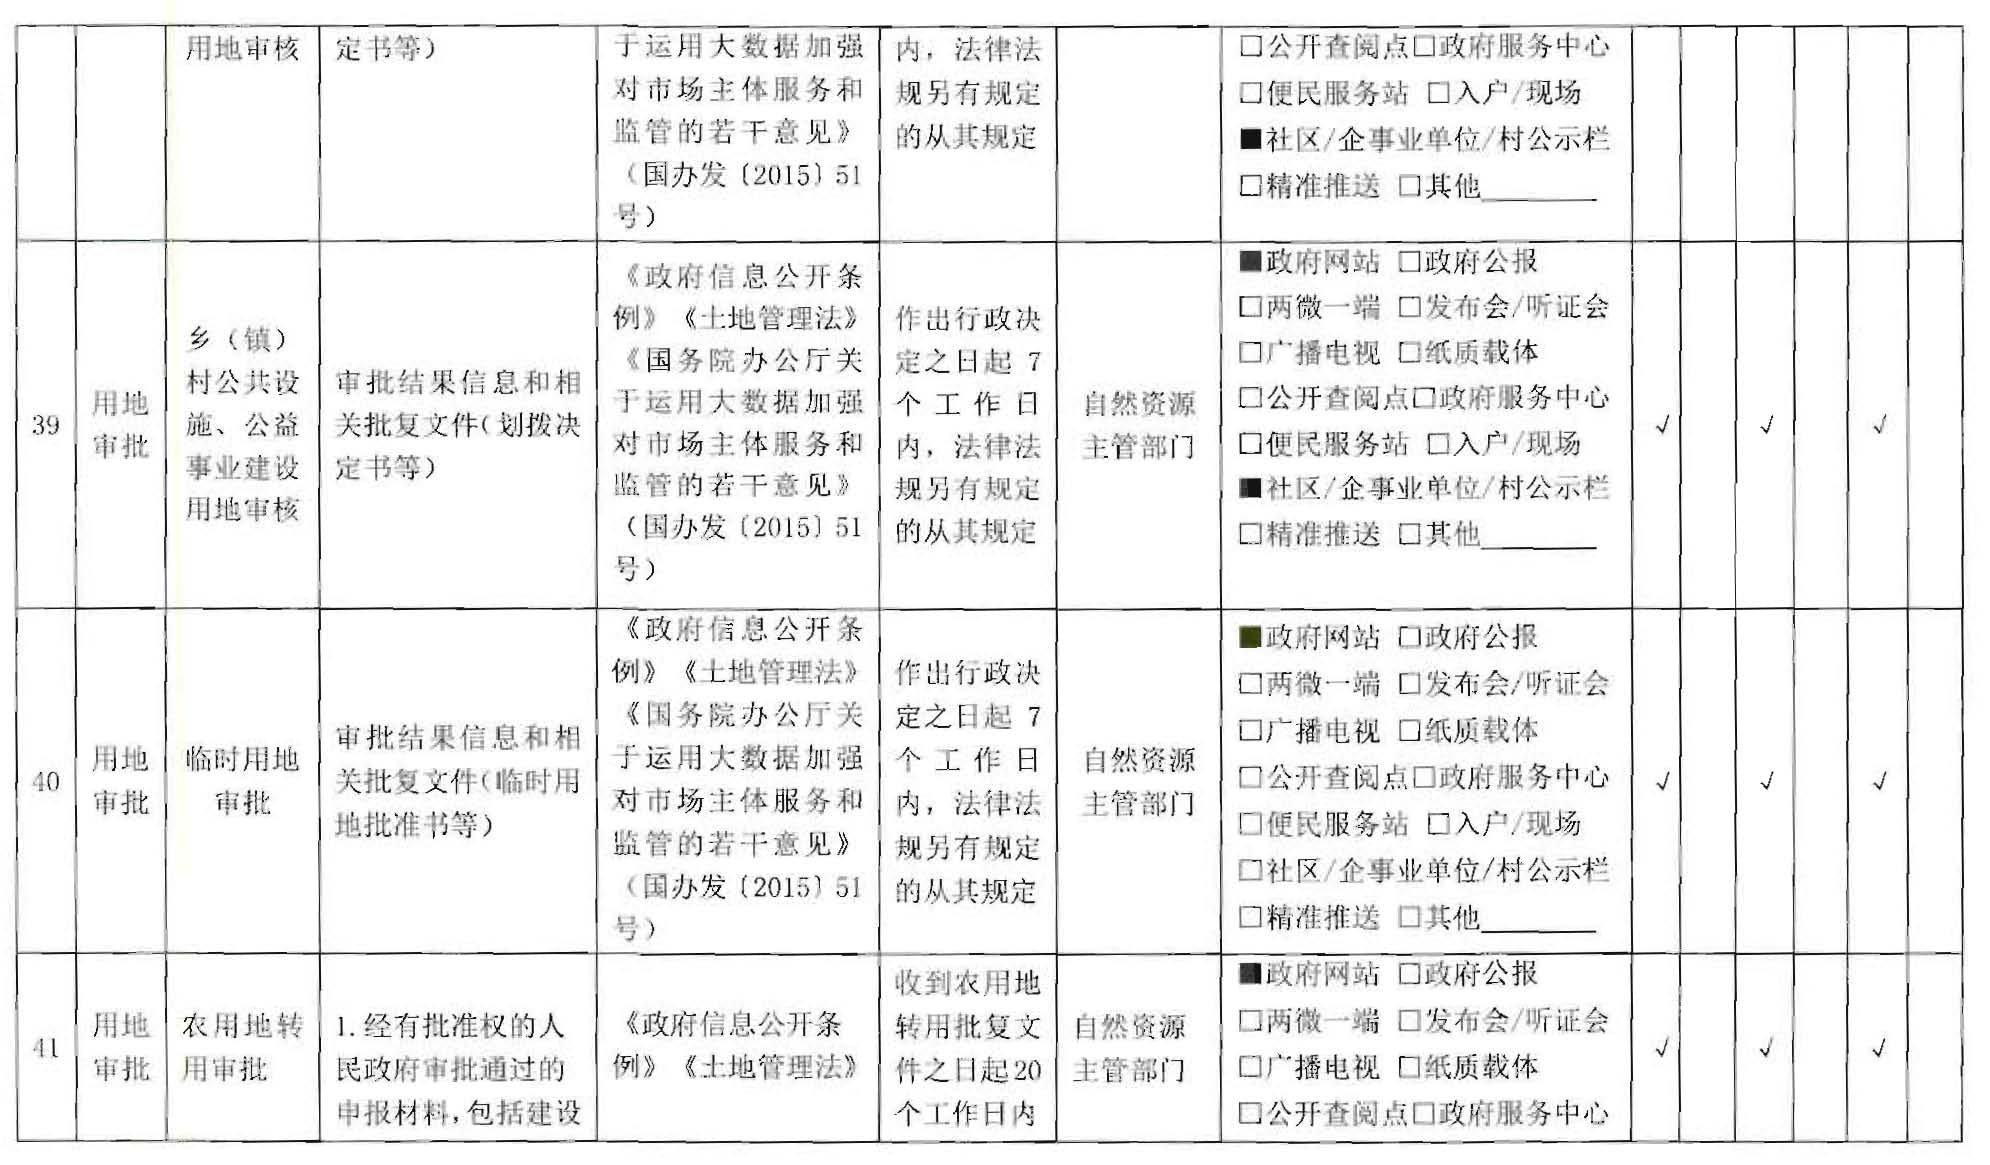 用地审核
定书等）
于运用大数据加强
对市场主体服务和
监管的若干意见》
（国办发〔2015〕51
号）
内，法律法
规另有规定
的从其规定
□公开查阅点□政府服务中心
□便民服务站 □入户/现场
■社区/企事业单位/村公示栏
□精准推送 □其他________
39
用地
审批
乡（镇）
村公共设
施、公益
事业建设
用地审核
审批结果信息和相
关批复文件（划拨决
定书等）
《政府信息公开条
例》《土地管理法》
《国务院办公厅关
于运用大数据加强
对市场主体服务和
监管的若干意见》
（国办发〔2015〕51
号）
作出行政决
定之日起 7
个工作日
内，法律法
规另有规定
的从其规定
自然资源
主管部门
■政府网站 □政府公报
□两微一端 □发布会/听证会
□广播电视 □纸质载体
□公开查阅点□政府服务中心
□便民服务站 □入户/现场
■社区/企事业单位/村公示栏
□精准推送 □其他________
√
√
√
40
用地
审批
临时用地
审批
审批结果信息和相
关批复文件（临时用
地批准书等）
《政府信息公开条
例》《土地管理法》
《国务院办公厅关
于运用大数据加强
对市场主体服务和
监管的若干意见》
（国办发〔2015〕51
号）
作出行政决
定之日起 7
个工作日
内，法律法
规另有规定
的从其规定
自然资源
主管部门
■政府网站 □政府公报
□两微一端 □发布会/听证会
□广播电视 □纸质载体
□公开查阅点□政府服务中心
□便民服务站 □入户/现场
□社区/企事业单位/村公示栏
□精准推送 □其他________
√
√
√
41
用地
审批
农用地转
用审批
1.经有批准权的人
民政府审批通过的
申报材料，包括建设
《政府信息公开条
例》《土地管理法》
收到农用地
转用批复文
件之日起20
个工作日内
自然资源
主管部门
■政府网站 □政府公报
□两微一端 □发布会/听证会
□广播电视 □纸质载体
□公开查阅点□政府服务中心
√
√
√